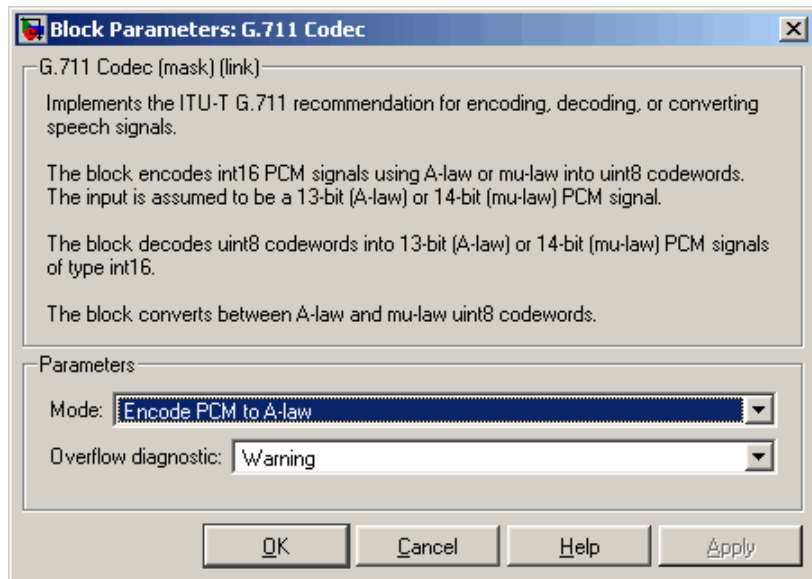 Block Parameters: G.711 Codec
G.711 Codec (mask) (link)
Implements the ITU-T G.711 recommendation for encoding, decoding, or converting
speech signals.
The block encodes int16 PCM signals using A-law or mu-law into uint8 codewords.
The input is assumed to be a 13-bit (A-law) or 14-bit (mu-law) PCM signal.
The block decodes uint8 codewords into 13-bit (A-law) or 14-bit (mu-law) PCM signals
of type int16.
The block converts between A-law and mu-law uint8 codewords.
Parameters
Mode: Encode PCM to A-law
Overflow diagnostic: Warning
OK Cancel Help Apply